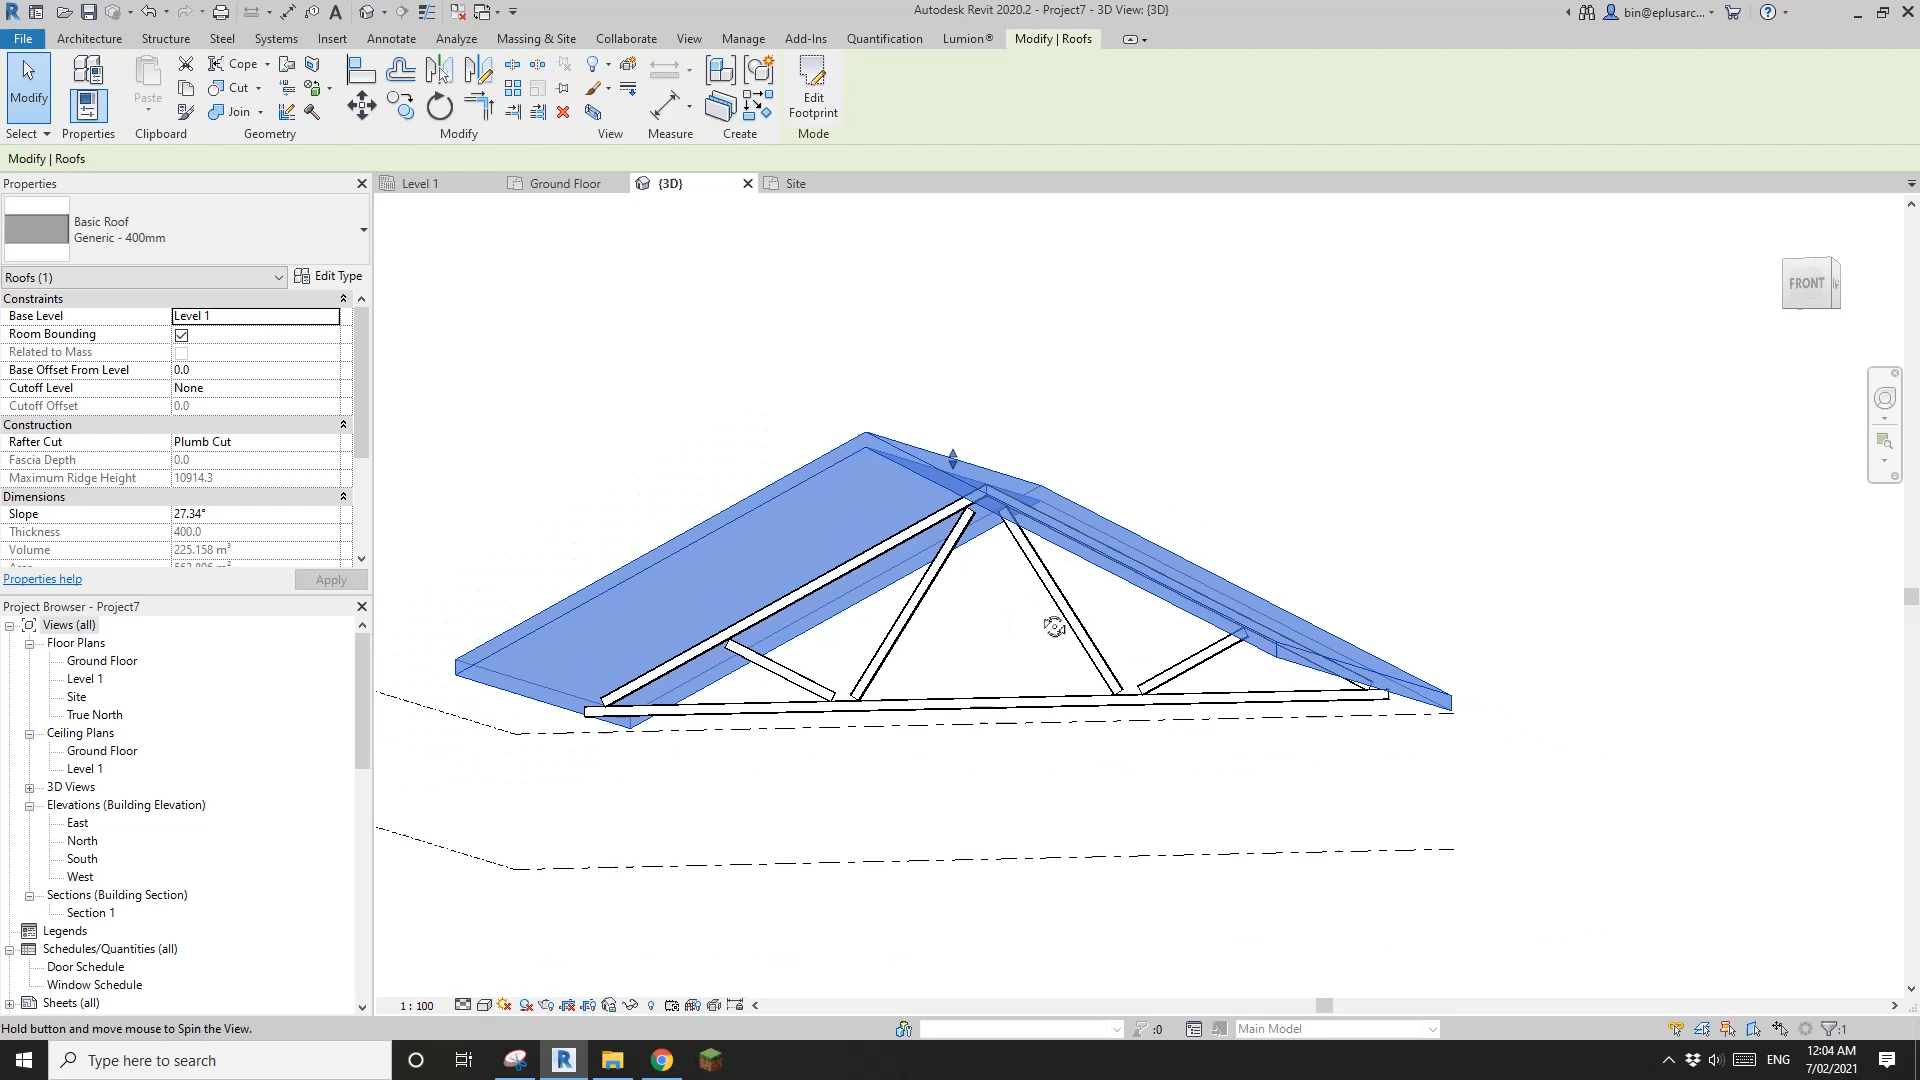 Autodesk Revit 2020.2 - Project7 - 3D View: {3D}
bin@eplusarc...
File Architecture Structure Steel Systems Insert Annotate Analyze Massing & Site Collaborate View Manage Add-Ins Quantification Lumion® Modify | Roofs
Modify
Paste
Cope
Cut
Join
Edit
Footprint
Select Properties Clipboard Geometry Modify View Measure Create Mode
Modify | Roofs
Properties
Level 1
Ground Floor
{3D}
Site
Basic Roof
Generic - 400mm
Roofs (1)
Edit Type
Constraints
Base Level Level 1
Room Bounding
Related to Mass
Base Offset From Level 0.0
Cutoff Level None
Cutoff Offset 0.0
Construction
Rafter Cut Plumb Cut
Fascia Depth 0.0
Maximum Ridge Height 10914.3
Dimensions
Slope 27.34°
Thickness 400.0
Volume 225.158 m³
Properties help
Apply
FRONT
Project Browser - Project7
Views (all)
Floor Plans
Ground Floor
Level 1
Site
True North
Ceiling Plans
Ground Floor
Level 1
3D Views
Elevations (Building Elevation)
East
North
South
West
Sections (Building Section)
Section 1
Legends
Schedules/Quantities (all)
Door Schedule
Window Schedule
Sheets (all)
1 : 100
Hold button and move mouse to Spin the View.
:0
Main Model
:1
Type here to search
ENG
12:04 AM
7/02/2021